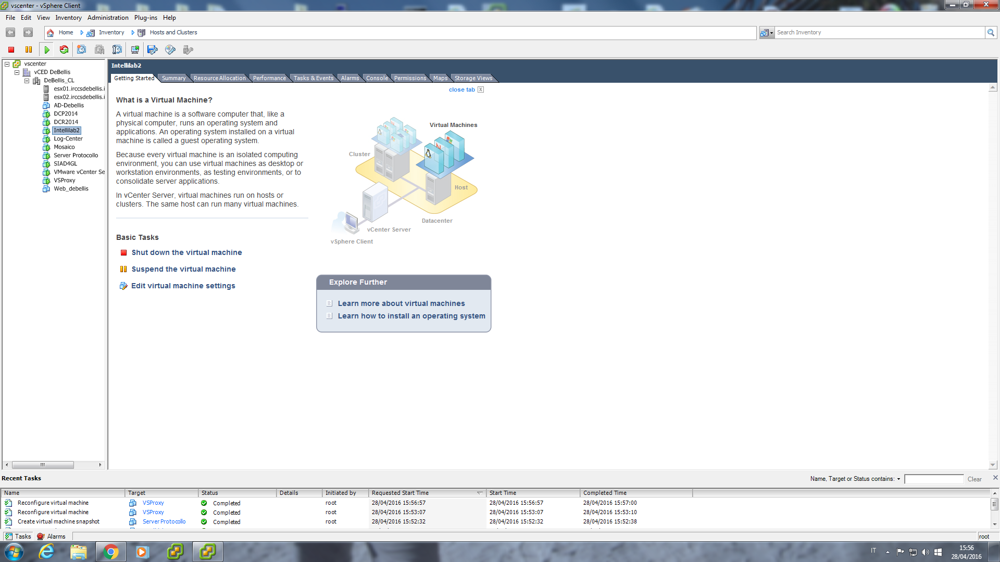 vscenter - vSphere Client
File Edit View Inventory Administration Plug-ins Help
Home Inventory Hosts and Clusters
Search Inventory
vscenter
vCED DeBellis
DeBellis_CL
esx01.irccsdebellis.i
esx02.irccsdebellis.i
AD-Debellis
DCP2014
DCR2014
Intellilab2
Log-Center
Mosaico
Server Protocollo
SIAD4GL
VMware vCenter Se
VSProxy
Web_debellis
Intellilab2
Getting Started Summary Resource Allocation Performance Tasks & Events Alarms Console Permissions Maps Storage Views
close tab X
What is a Virtual Machine?
A virtual machine is a software computer that, like a
physical computer, runs an operating system and
applications. An operating system installed on a virtual
machine is called a guest operating system.
Because every virtual machine is an isolated computing
environment, you can use virtual machines as desktop or
workstation environments, as testing environments, or to
consolidate server applications.
In vCenter Server, virtual machines run on hosts or
clusters. The same host can run many virtual machines.
Basic Tasks
Shut down the virtual machine
Suspend the virtual machine
Edit virtual machine settings
Virtual Machines
Cluster
Host
Datacenter
vCenter Server
vSphere Client
Explore Further
Learn more about virtual machines
Learn how to install an operating system
Recent Tasks
Name, Target or Status contains: Clear
Name Target Status Details Initiated by Requested Start Time Start Time Completed Time
Reconfigure virtual machine VSProxy Completed root 28/04/2016 15:56:57 28/04/2016 15:56:57 28/04/2016 15:57:00
Reconfigure virtual machine VSProxy Completed root 28/04/2016 15:53:07 28/04/2016 15:53:07 28/04/2016 15:53:10
Create virtual machine snapshot Server Protocollo Completed root 28/04/2016 15:52:32 28/04/2016 15:52:32 28/04/2016 15:52:38
Tasks Alarms
root
IT
15:56
28/04/2016